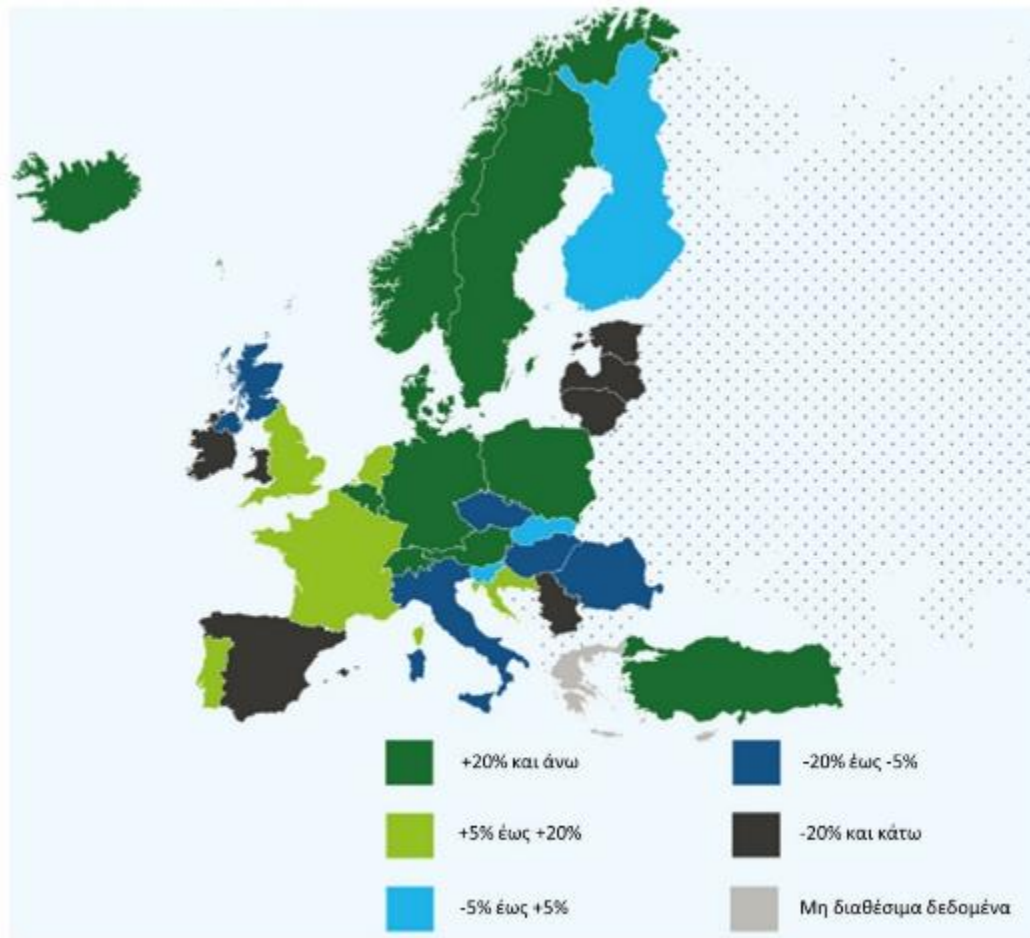 +20% και άνω
-20% έως -5%
+5% έως +20%
-20% και κάτω
-5% έως +5%
Μη διαθέσιμα δεδομένα